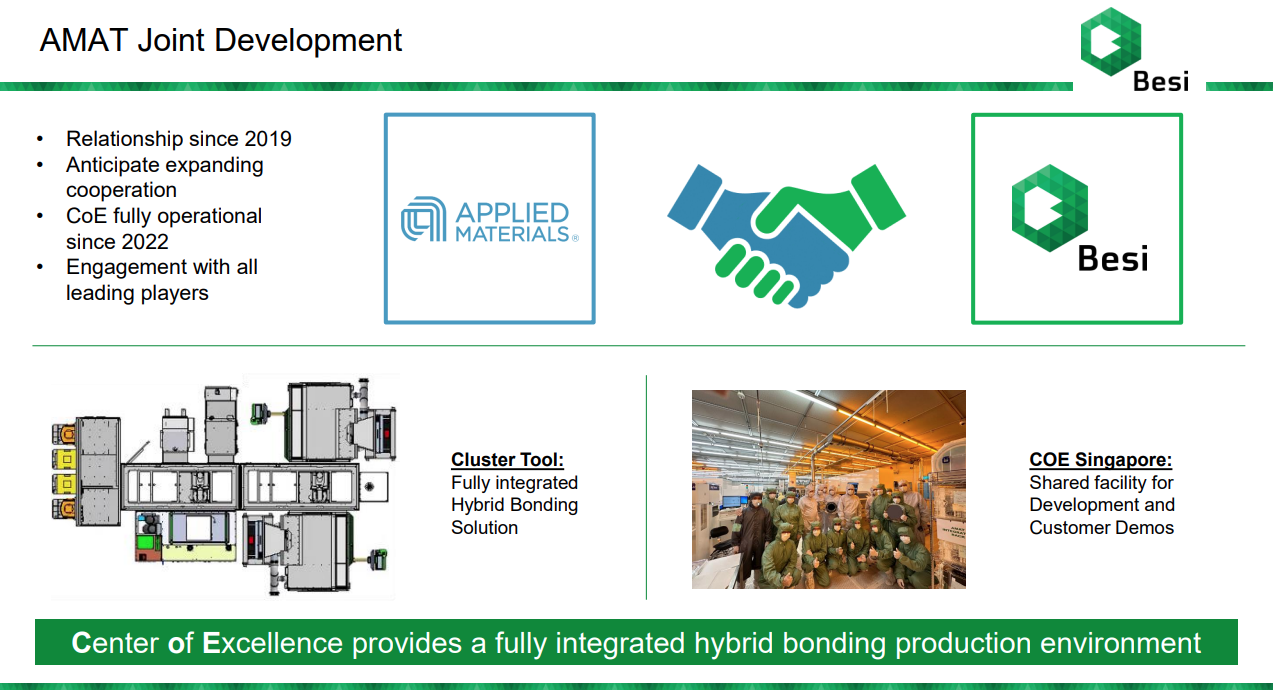 AMAT Joint Development
Besi
• Relationship since 2019
• Anticipate expanding
cooperation
• CoE fully operational
since 2022
• Engagement with all
leading players
APPLIED
MATERIALS®
Besi
Cluster Tool:
Fully integrated
Hybrid Bonding
Solution
COE Singapore:
Shared facility for
Development and
Customer Demos
Center of Excellence provides a fully integrated hybrid bonding production environment